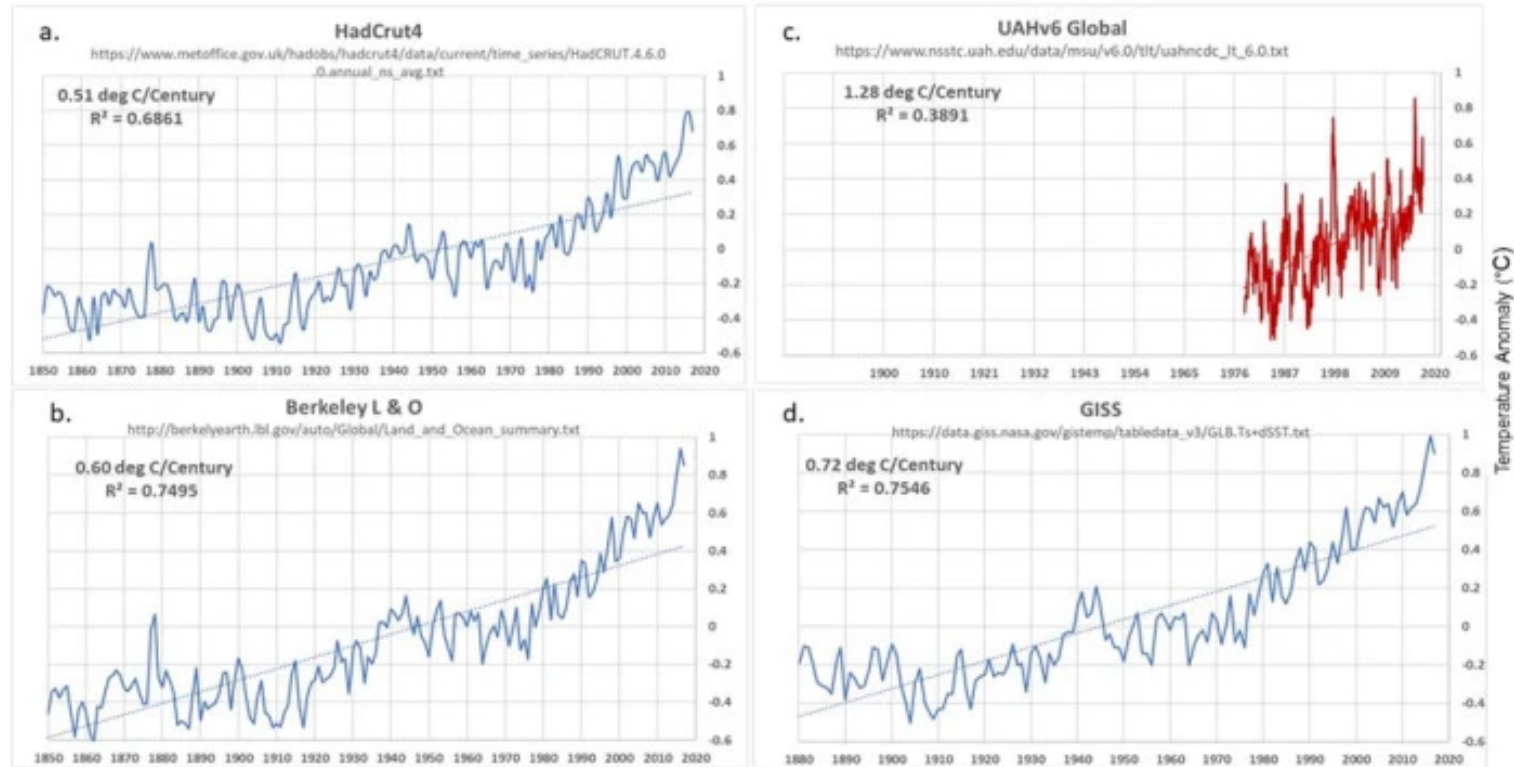 a.
HadCrut4
https://www.metoffice.gov.uk/hadobs/hadcrut4/data/current/time_series/HadCRUT.4.6.0
.0.annual_ns_avg.txt
0.51 deg C/Century
R² = 0.6861
1
0.8
0.6
0.4
0.2
0
-0.2
-0.4
-0.6
1850 1860 1870 1880 1890 1900 1910 1920 1930 1940 1950 1960 1970 1980 1990 2000 2010 2020
c.
UAHv6 Global
https://www.nsstc.uah.edu/data/msu/v6.0/tlt/uahncdc_lt_6.0.txt
1.28 deg C/Century
R² = 0.3891
1
0.8
0.6
0.4
0.2
0
-0.2
-0.4
-0.6
1900 1910 1921 1932 1943 1954 1965 1976 1987 1998 2009 2020
b.
Berkeley L & O
http://berkelyearth.lbl.gov/auto/Global/Land_and_Ocean_summary.txt
0.60 deg C/Century
R² = 0.7495
1
0.8
0.6
0.4
0.2
0
-0.2
-0.4
-0.6
1850 1860 1870 1880 1890 1900 1910 1920 1930 1940 1950 1960 1970 1980 1990 2000 2010 2020
d.
GISS
https://data.giss.nasa.gov/gistemp/tabledata_v3/GLB.Ts+dSST.txt
0.72 deg C/Century
R² = 0.7546
1
0.8
0.6
0.4
0.2
0
-0.2
-0.4
-0.6
1880 1890 1900 1910 1920 1930 1940 1950 1960 1970 1980 1990 2000 2010 2020
Temperature Anomaly (°C)